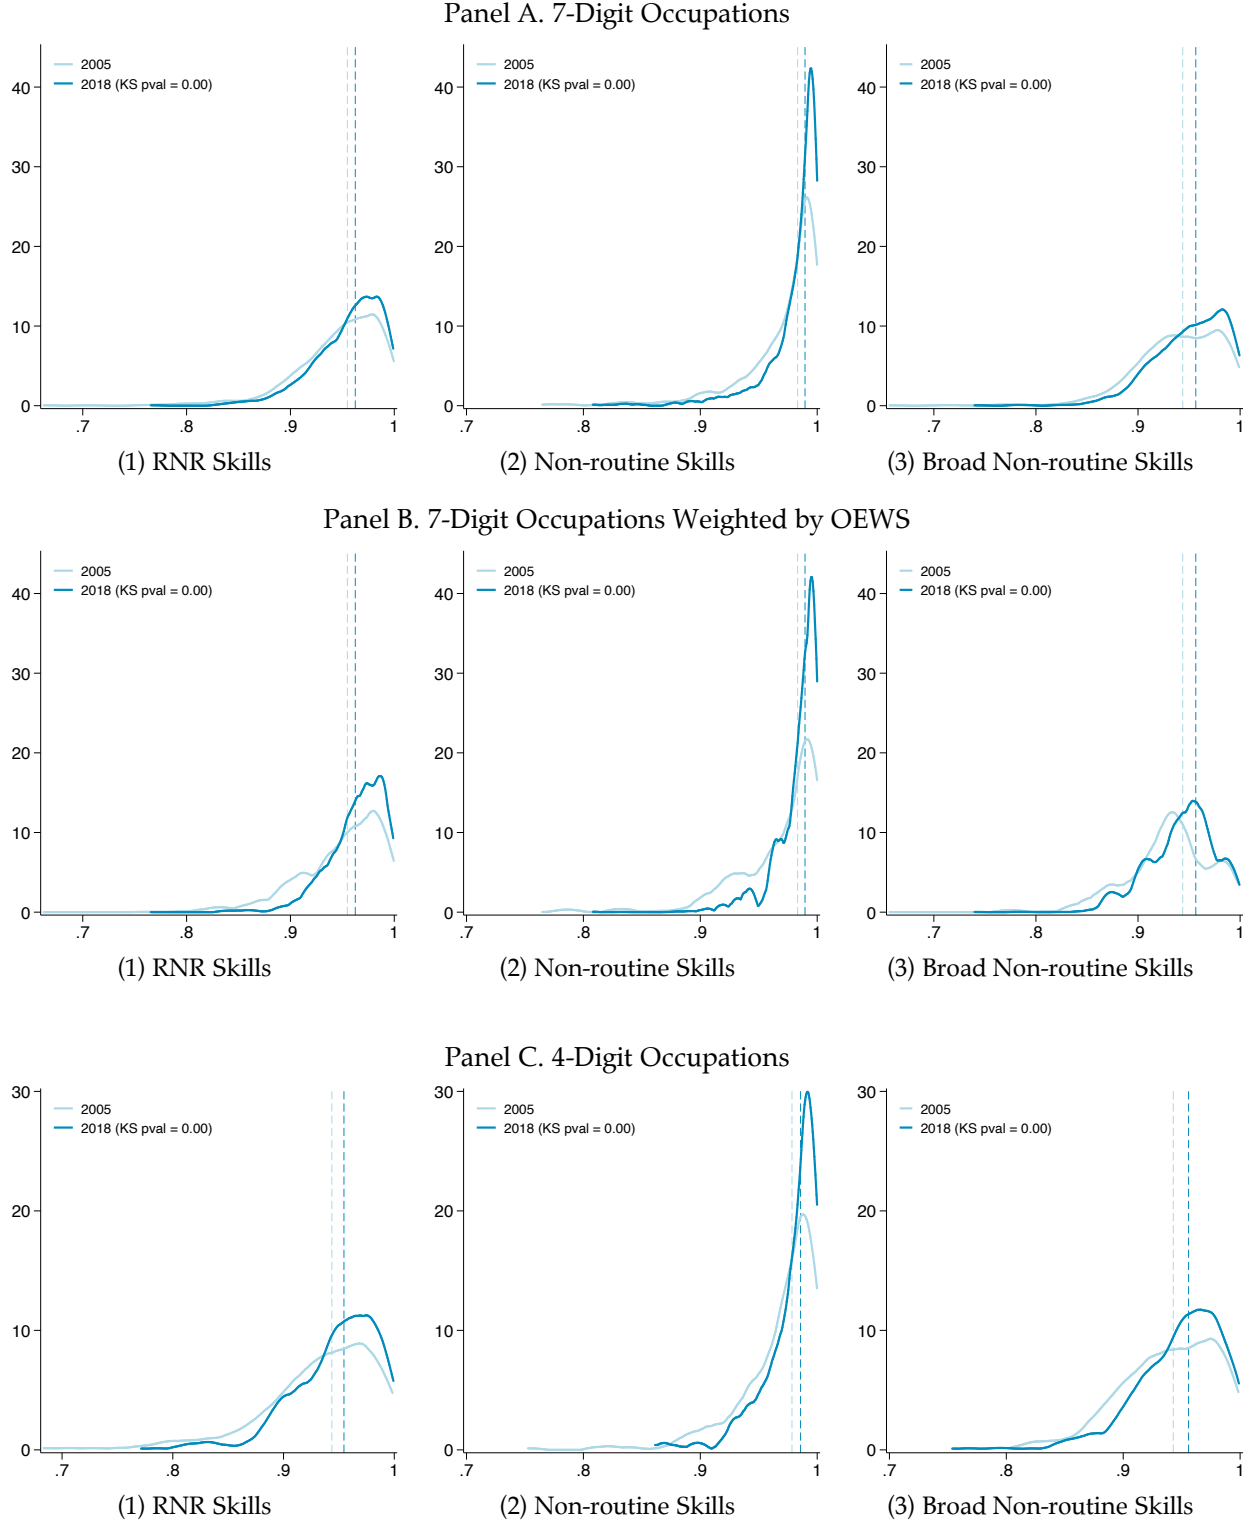 Panel A. 7-Digit Occupations
2005
2018 (KS pval = 0.00)
40
30
20
10
0
.7 .8 .9 1
(1) RNR Skills
2005
2018 (KS pval = 0.00)
40
30
20
10
0
.7 .8 .9 1
(2) Non-routine Skills
2005
2018 (KS pval = 0.00)
40
30
20
10
0
.7 .8 .9 1
(3) Broad Non-routine Skills
Panel B. 7-Digit Occupations Weighted by OEWS
2005
2018 (KS pval = 0.00)
40
30
20
10
0
.7 .8 .9 1
(1) RNR Skills
2005
2018 (KS pval = 0.00)
40
30
20
10
0
.7 .8 .9 1
(2) Non-routine Skills
2005
2018 (KS pval = 0.00)
40
30
20
10
0
.7 .8 .9 1
(3) Broad Non-routine Skills
Panel C. 4-Digit Occupations
2005
2018 (KS pval = 0.00)
30
20
10
0
.7 .8 .9 1
(1) RNR Skills
2005
2018 (KS pval = 0.00)
30
20
10
0
.7 .8 .9 1
(2) Non-routine Skills
2005
2018 (KS pval = 0.00)
30
20
10
0
.7 .8 .9 1
(3) Broad Non-routine Skills